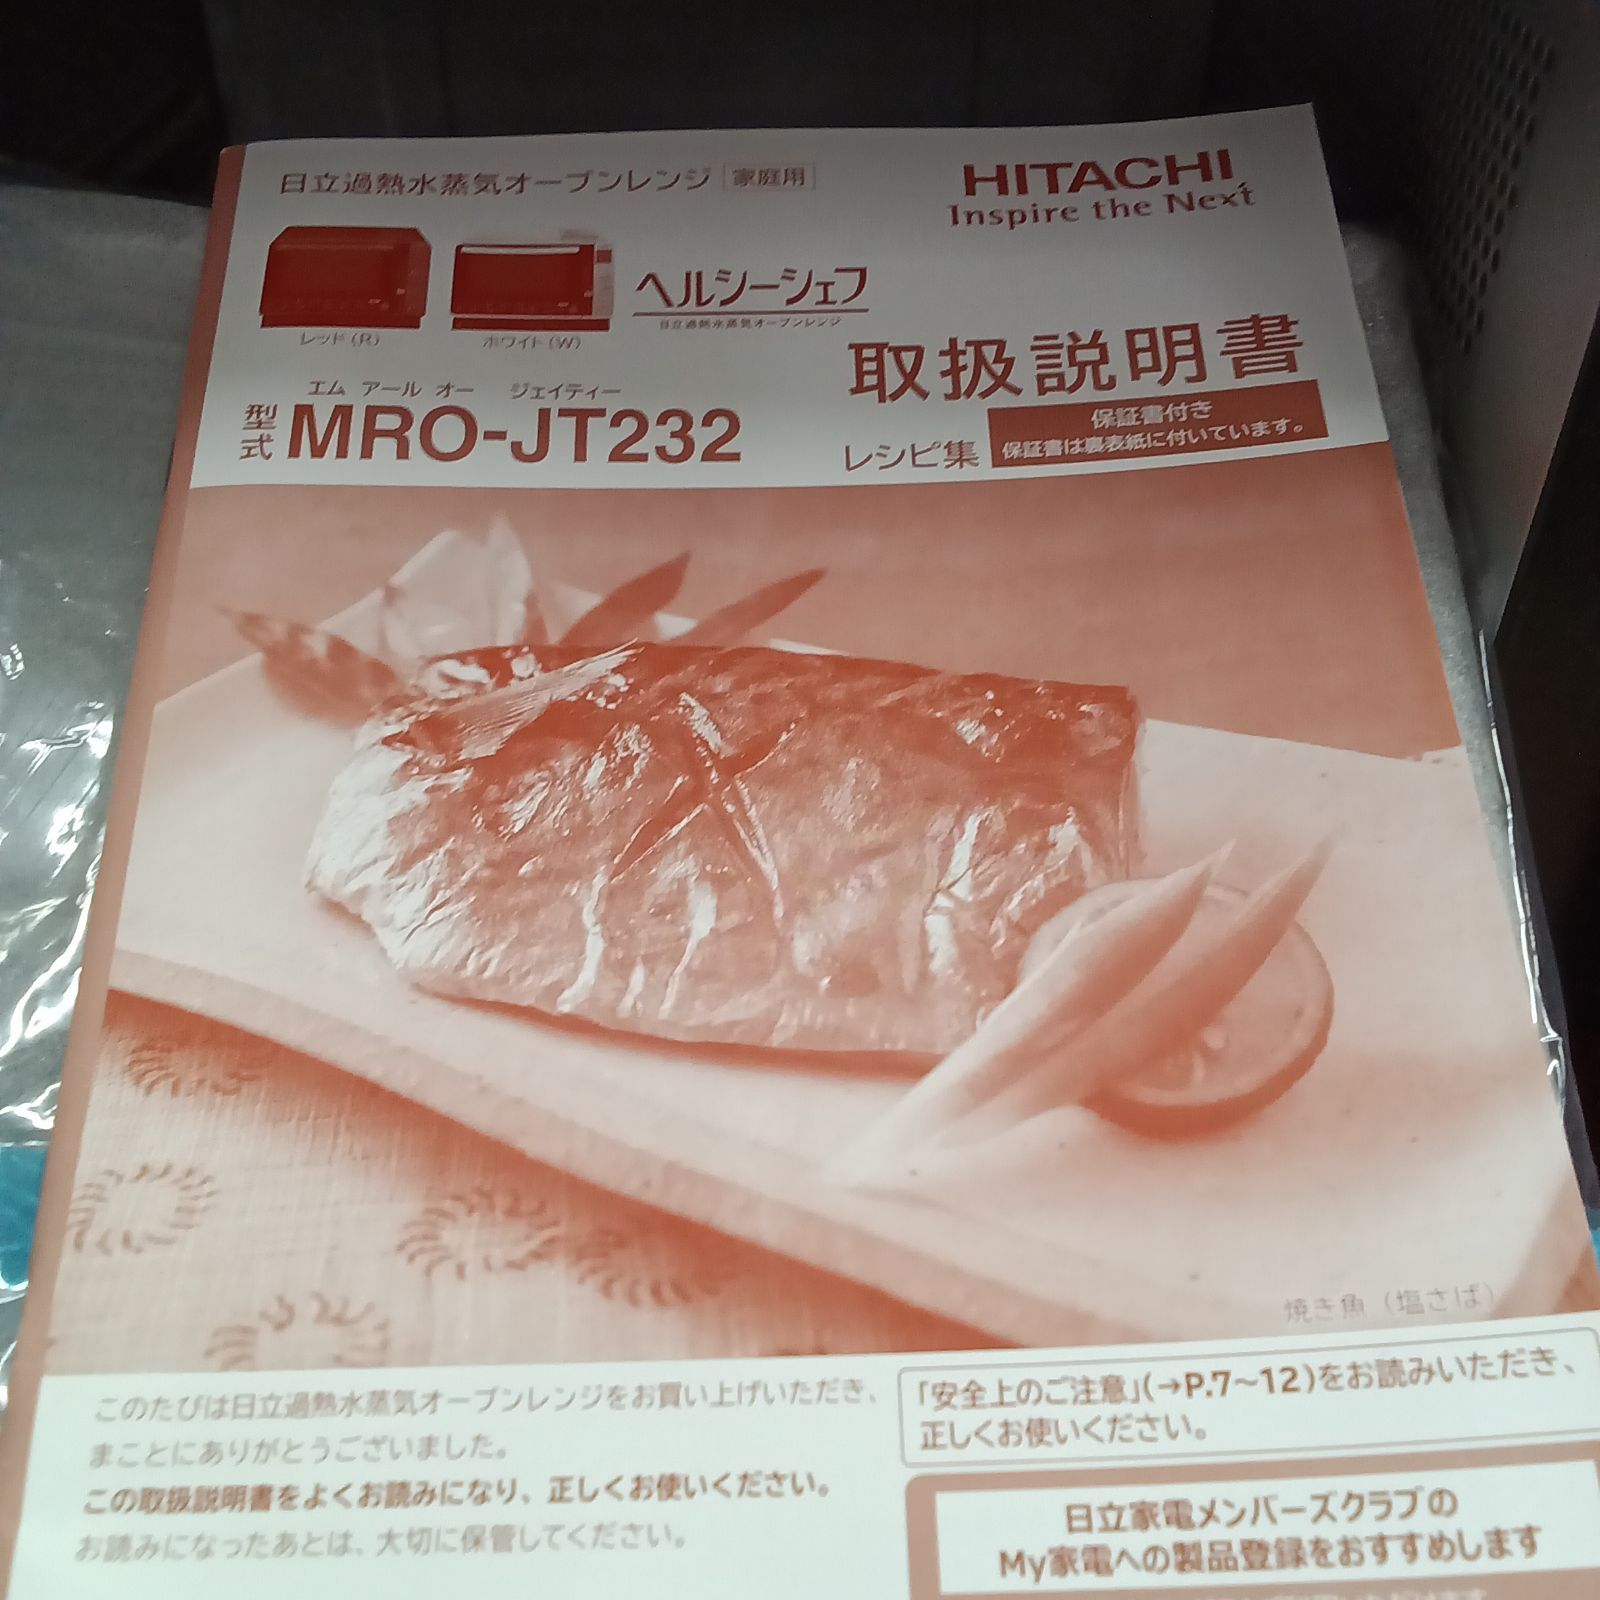 日立過熱水蒸気オーブンレンジ 家庭用
HITACHI
Inspire the Next
ヘルシーシェフ
日立過熱水蒸気オーブンレンジ
レッド(R)
ホワイト(W)
取扱説明書
エム アール オー ジェイティー
型式 MRO-JT232
レシピ集
保証書付き
保証書は裏表紙に付いています。
焼き魚(塩さば)
このたびは日立過熱水蒸気オーブンレンジをお買い上げいただき、
まことにありがとうございました。
この取扱説明書をよくお読みになり、正しくお使いください。
お読みになったあとは、大切に保管してください。
「安全上のご注意」(→P.7~12)をお読みいただき、
正しくお使いください。
日立家電メンバーズクラブの
My家電への製品登録をおすすめします